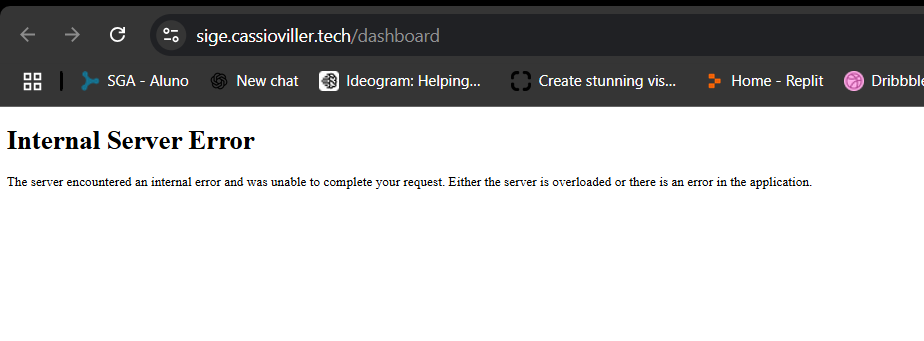 sige.cassioviller.tech/dashboard
SGA - Aluno New chat Ideogram: Helping... Create stunning vis... Home - Replit Dribbble
Internal Server Error
The server encountered an internal error and was unable to complete your request. Either the server is overloaded or there is an error in the application.